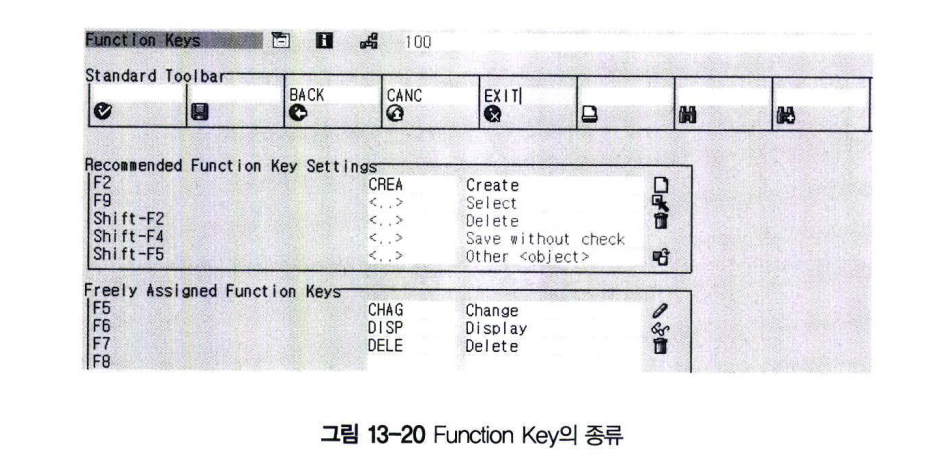 Function Keys 100
Standard Toolbar
BACK CANC EXIT
Recommended Function Key Settings
F2 CREA Create
F9 <..> Select
Shift-F2 <..> Delete
Shift-F4 <..> Save without check
Shift-F5 <..> Other <object>
Freely Assigned Function Keys
F5 CHAG Change
F6 DISP Display
F7 DELE Delete
F8
그림 13-20 Function Key의 종류